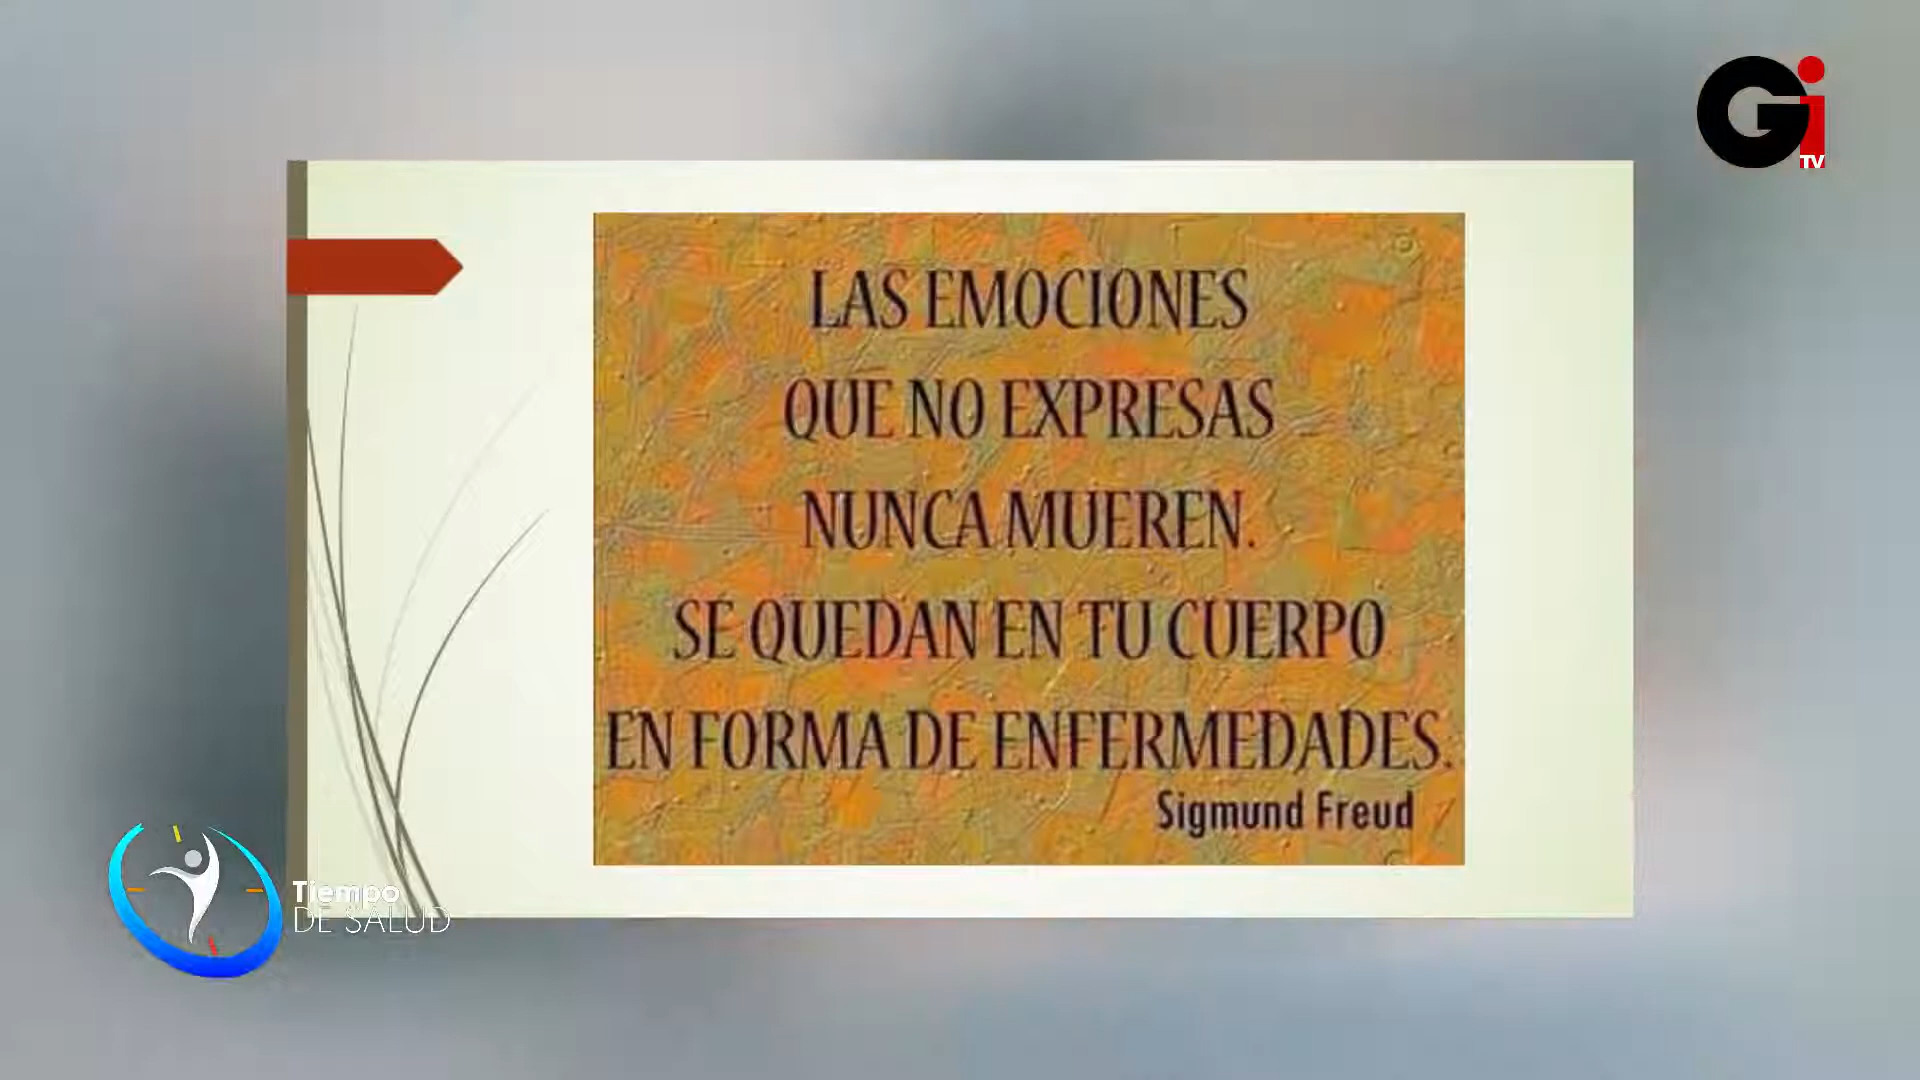 Gi
TV
LAS EMOCIONES
QUE NO EXPRESAS
NUNCA MUEREN.
SE QUEDAN EN TU CUERPO
EN FORMA DE ENFERMEDADES.
Sigmund Freud
Tiempo
DE SALUD